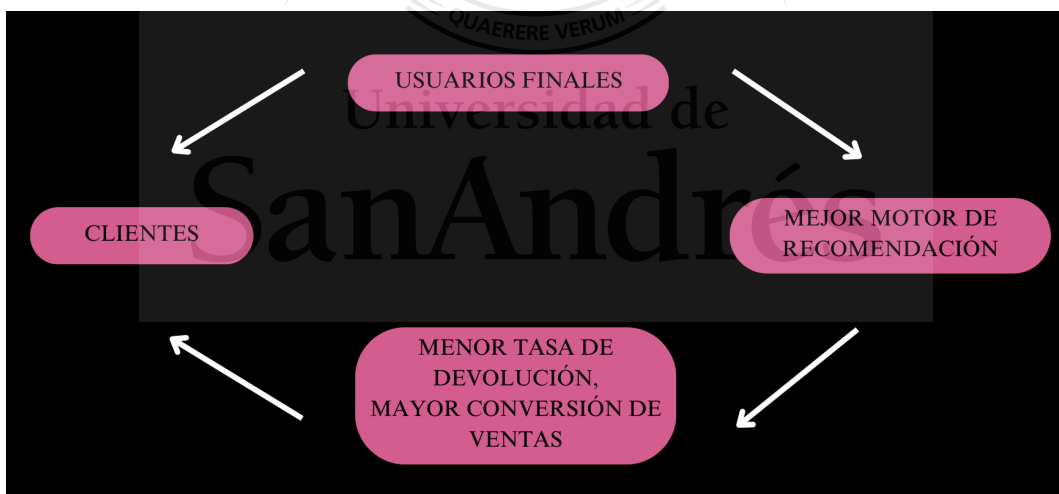 QUAERERE VERUM
USUARIOS FINALES
Universidad de
SanAndrés
CLIENTES
MEJOR MOTOR DE
RECOMENDACIÓN
MENOR TASA DE
DEVOLUCIÓN,
MAYOR CONVERSIÓN DE
VENTAS